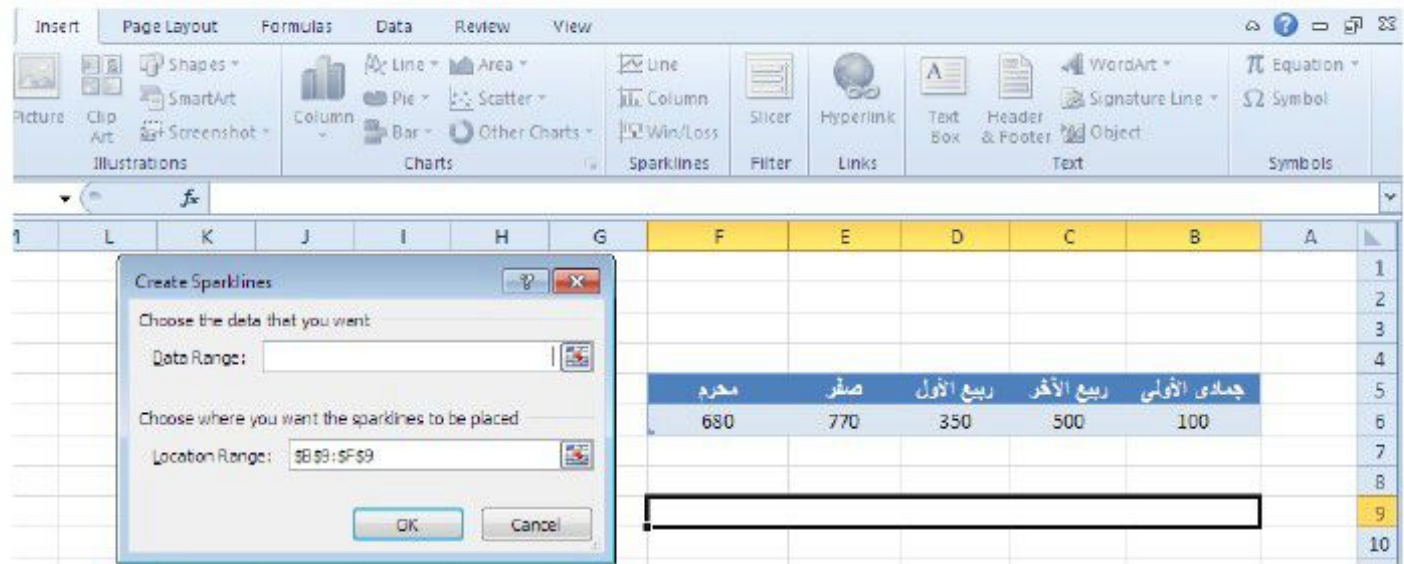 Insert Page Layout Formulas Data Review View
Picture
Clip Art
Shapes
SmartArt
Screenshot
Illustrations
Column
Line
Pie
Bar
Area
Scatter
Other Charts
Charts
Line
Column
Win/Loss
Sparklines
Slicer
Filter
Hyperlink
Links
Text Box
Header & Footer
WordArt
Signature Line
Object
Text
π Equation
Ω Symbol
Symbols
fx
L K J I H G F E D C B A
1
2
3
4
5
6
7
8
9
10
Create Sparklines
Choose the data that you want
Data Range:
Choose where you want the sparklines to be placed
Location Range: $B$9:$F$9
OK Cancel
جمادى الأولى ربيع الأخر ربيع الأول صفر محرم
680 770 350 500 100